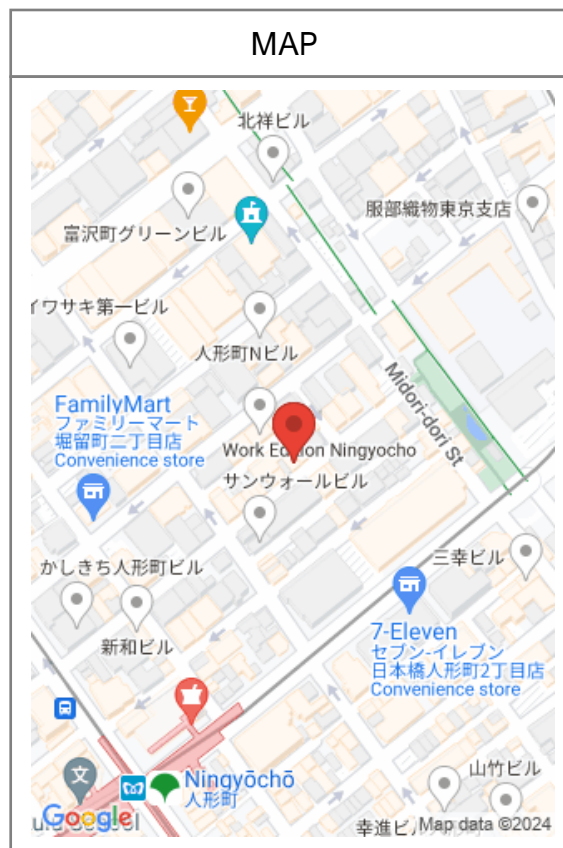 MAP
北祥ビル
服部織物東京支店
富沢町グリーンビル
イワサキ第一ビル
人形町Nビル
Midori-dori St
FamilyMart
ファミリーマート
堀留町二丁目店
Convenience store
Work Edition Ningyocho
サンウォールビル
三幸ビル
かしきち人形町ビル
新和ビル
7-Eleven
セブン-イレブン
日本橋人形町2丁目店
Convenience store
文
Ningyōchō
人形町
山竹ビル
Google
幸進ビル
Map data ©2024